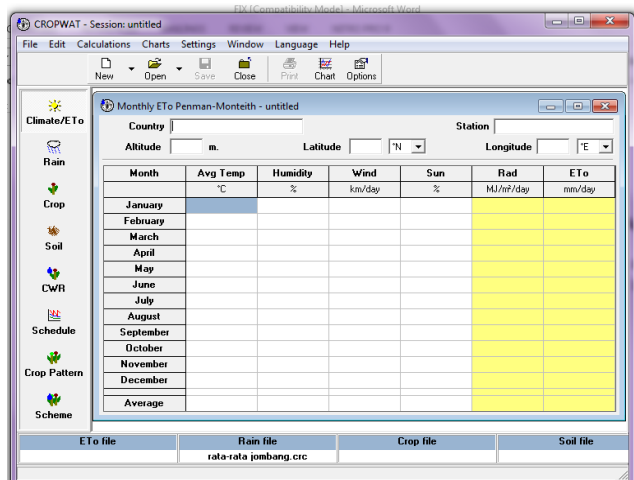 FIX [Compatibility Mode] - Microsoft Word
CROPWAT - Session: untitled
File Edit Calculations Charts Settings Window Language Help
New Open Save Close Print Chart Options
Climate/ETo
Rain
Crop
Soil
CWR
Schedule
Crop Pattern
Scheme
Monthly ETo Penman-Monteith - untitled
Country Station
Altitude m. Latitude °N Longitude °E
Month Avg Temp Humidity Wind Sun Rad ETo
°C % km/day % MJ/m²/day mm/day
January
February
March
April
May
June
July
August
September
October
November
December
Average
ETo file Rain file Crop file Soil file
rata-rata jombang.crc